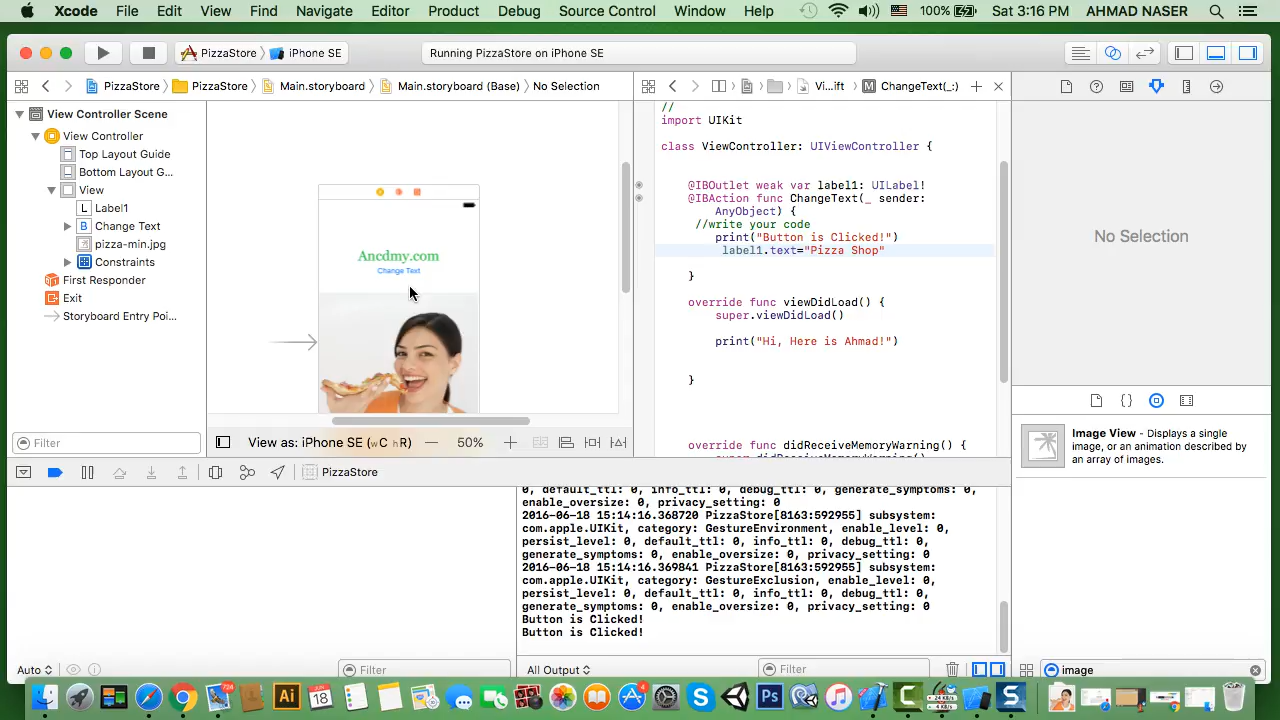 Xcode File Edit View Find Navigate Editor Product Debug Source Control Window Help 100% Sat 3:16 PM AHMAD NASER
PizzaStore iPhone SE Running PizzaStore on iPhone SE
PizzaStore PizzaStore Main.storyboard Main.storyboard (Base) No Selection Vi...ift M ChangeText(_:)
View Controller Scene
View Controller
Top Layout Guide
Bottom Layout G...
View
L Label1
B Change Text
pizza-min.jpg
Constraints
First Responder
Exit
Storyboard Entry Poi...
Filter
Ancdmy.com
Change Text
View as: iPhone SE (wC hR) 50%
//
import UIKit
class ViewController: UIViewController {
@IBOutlet weak var label1: UILabel!
@IBAction func ChangeText(_ sender:
AnyObject) {
//write your code
print("Button is Clicked!")
label1.text="Pizza Shop"
}
override func viewDidLoad() {
super.viewDidLoad()
print("Hi, Here is Ahmad!")
}
override func didReceiveMemoryWarning() {
super.didReceiveMemoryWarning()
No Selection
{}
Image View - Displays a single
image, or an animation described by
an array of images.
PizzaStore
0, default_ttl: 0, info_ttl: 0, debug_ttl: 0, generate_symptoms: 0,
enable_oversize: 0, privacy_setting: 0
2016-06-18 15:14:16.368720 PizzaStore[8163:592955] subsystem:
com.apple.UIKit, category: GestureEnvironment, enable_level: 0,
persist_level: 0, default_ttl: 0, info_ttl: 0, debug_ttl: 0,
generate_symptoms: 0, enable_oversize: 0, privacy_setting: 0
2016-06-18 15:14:16.369841 PizzaStore[8163:592955] subsystem:
com.apple.UIKit, category: GestureExclusion, enable_level: 0,
persist_level: 0, default_ttl: 0, info_ttl: 0, debug_ttl: 0,
generate_symptoms: 0, enable_oversize: 0, privacy_setting: 0
Button is Clicked!
Button is Clicked!
Auto Filter All Output Filter image
Ai 18 S Ps C S